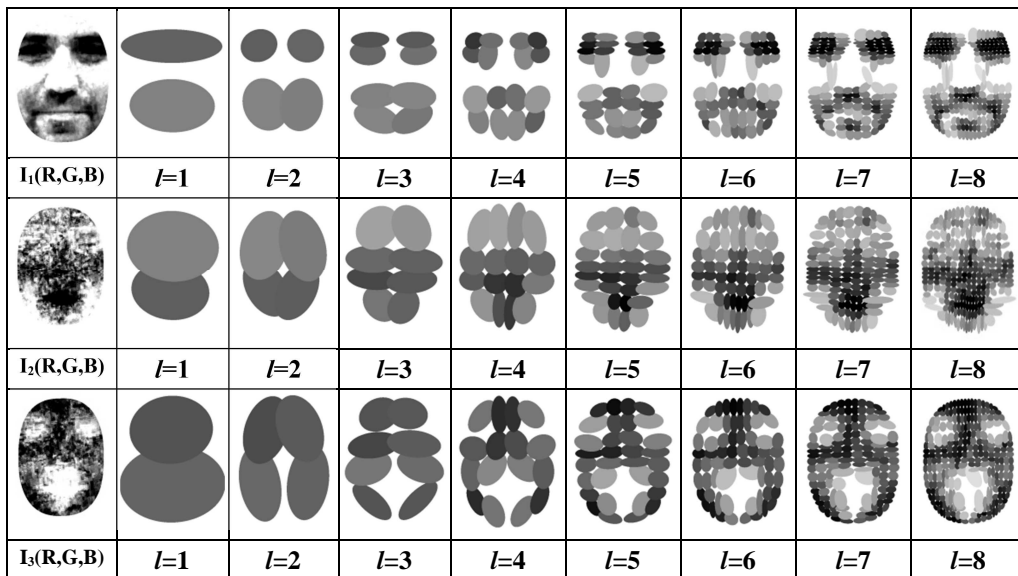 I₁(R,G,B) l=1 l=2 l=3 l=4 l=5 l=6 l=7 l=8
I₂(R,G,B) l=1 l=2 l=3 l=4 l=5 l=6 l=7 l=8
I₃(R,G,B) l=1 l=2 l=3 l=4 l=5 l=6 l=7 l=8